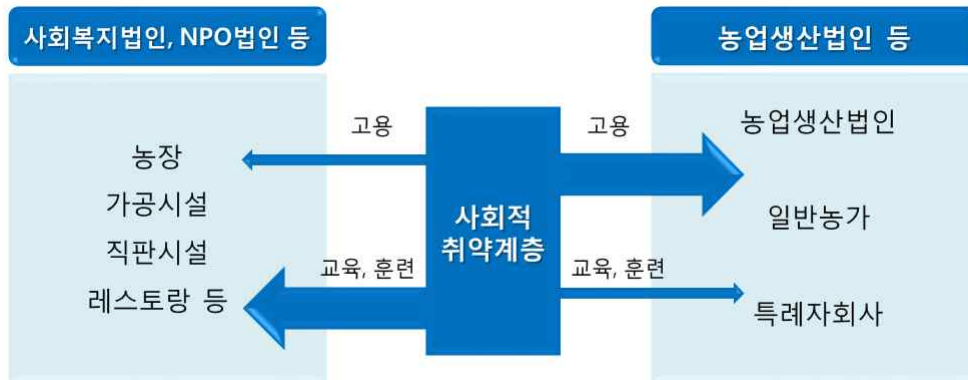 사회복지법인, NPO법인 등
농장
가공시설
직판시설
레스토랑 등
고용
교육, 훈련
사회적
취약계층
고용
교육, 훈련
농업생산법인 등
농업생산법인
일반농가
특례자회사